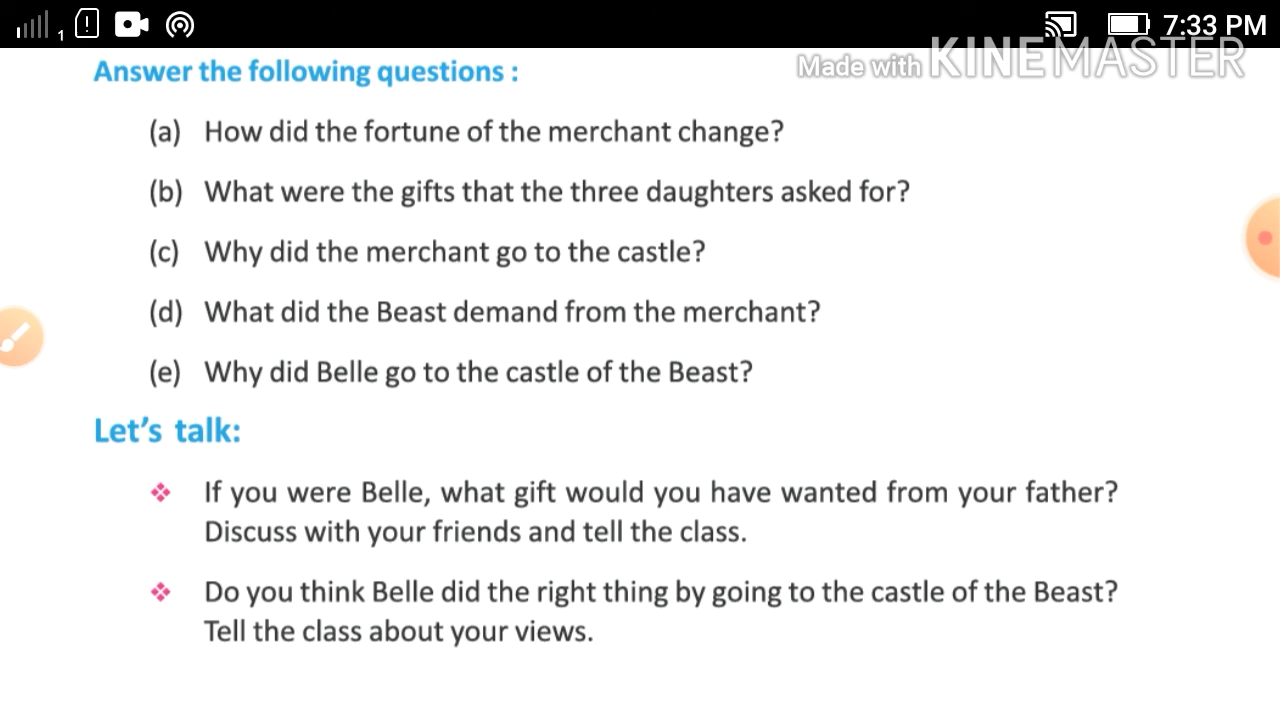 1 7:33 PM
Made with KINEMASTER
Answer the following questions :
(a) How did the fortune of the merchant change?
(b) What were the gifts that the three daughters asked for?
(c) Why did the merchant go to the castle?
(d) What did the Beast demand from the merchant?
(e) Why did Belle go to the castle of the Beast?
Let's talk:
❖ If you were Belle, what gift would you have wanted from your father?
Discuss with your friends and tell the class.
❖ Do you think Belle did the right thing by going to the castle of the Beast?
Tell the class about your views.